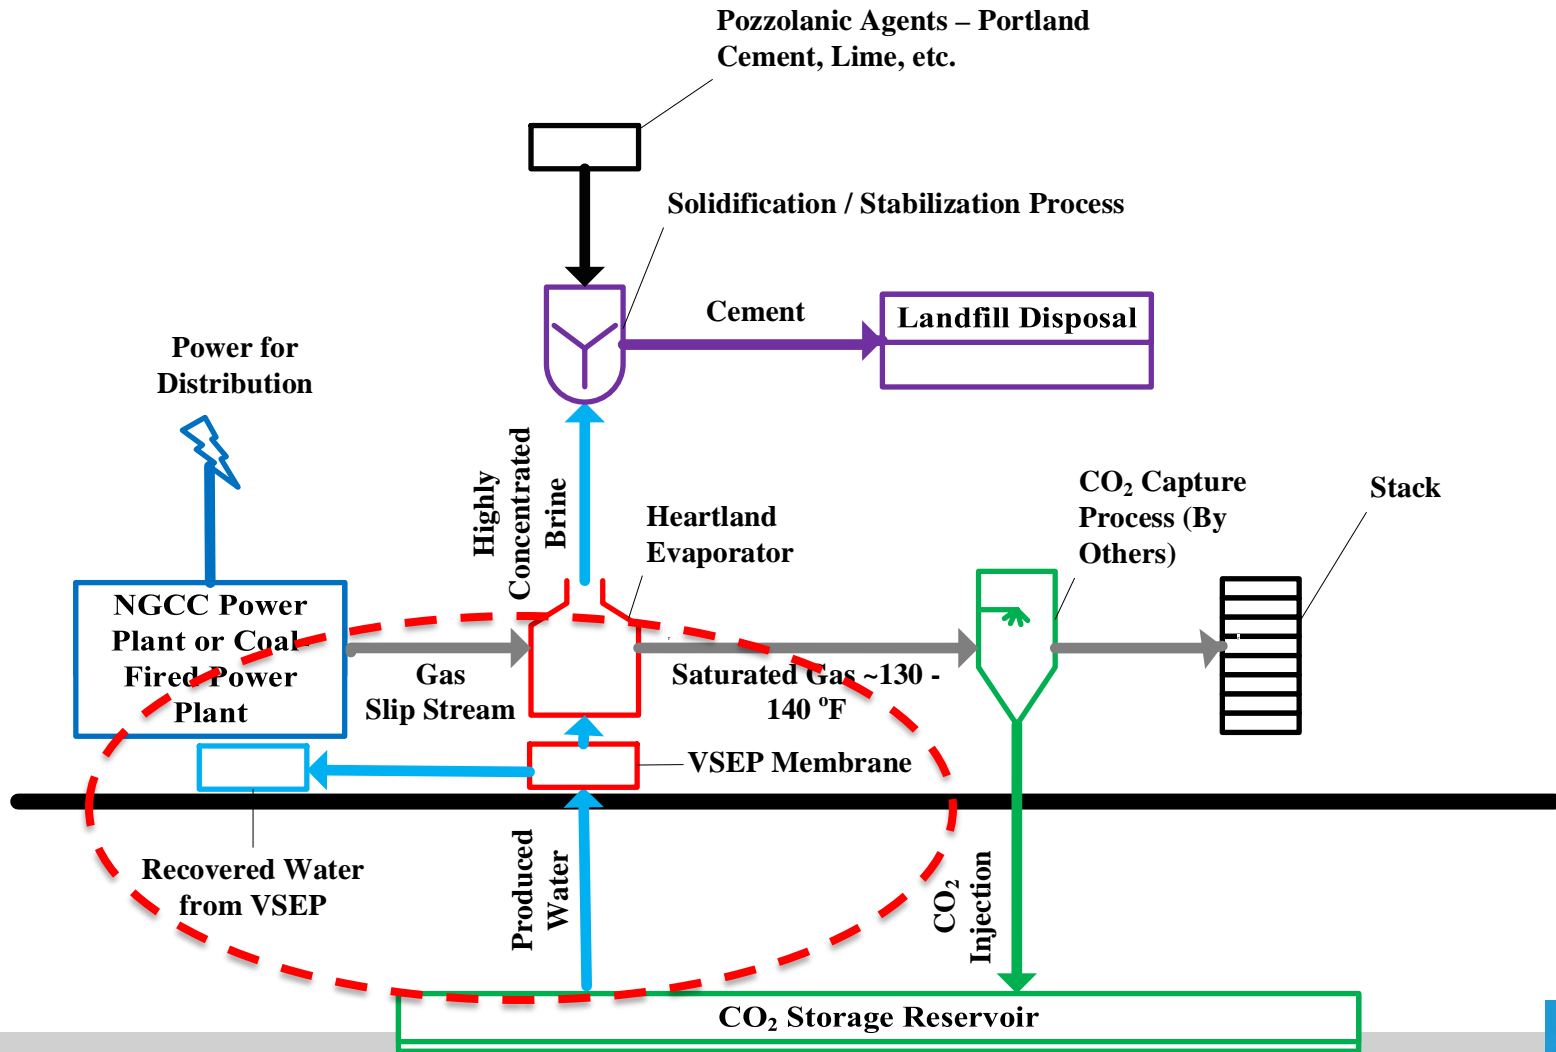 Pozzolanic Agents – Portland
Cement, Lime, etc.
Solidification / Stabilization Process
Cement
Landfill Disposal
Power for
Distribution
Highly
Concentrated
Brine
Heartland
Evaporator
CO₂ Capture
Process (By
Others)
Stack
NGCC Power
Plant or Coal-
Fired Power
Plant
Gas
Slip Stream
Saturated Gas ~130 -
140 °F
VSEP Membrane
Recovered Water
from VSEP
Produced
Water
CO₂
Injection
CO₂ Storage Reservoir